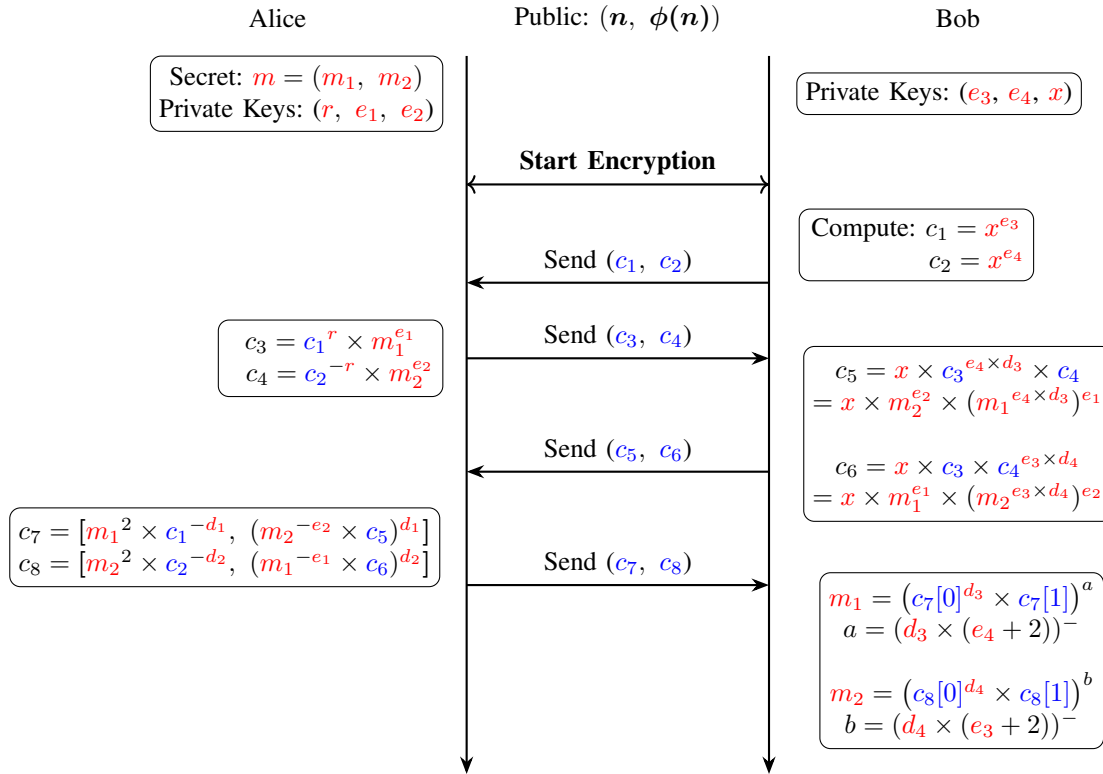 Alice
Public: (n, ϕ(n))
Bob
Secret: m = (m₁, m₂)
Private Keys: (r, e₁, e₂)
Private Keys: (e₃, e₄, x)
Start Encryption
Compute: c₁ = x^{e₃}
c₂ = x^{e₄}
Send (c₁, c₂)
c₃ = c₁^r × m₁^{e₁}
c₄ = c₂^{−r} × m₂^{e₂}
Send (c₃, c₄)
c₅ = x × c₃^{e₄×d₃} × c₄
= x × m₂^{e₂} × (m₁^{e₄×d₃})^{e₁}
c₆ = x × c₃ × c₄^{e₃×d₄}
= x × m₁^{e₁} × (m₂^{e₃×d₄})^{e₂}
Send (c₅, c₆)
c₇ = [m₁² × c₁^{−d₁}, (m₂^{−e₂} × c₅)^{d₁}]
c₈ = [m₂² × c₂^{−d₂}, (m₁^{−e₁} × c₆)^{d₂}]
Send (c₇, c₈)
m₁ = (c₇[0]^{d₃} × c₇[1])^a
a = (d₃ × (e₄ + 2))^−
m₂ = (c₈[0]^{d₄} × c₈[1])^b
b = (d₄ × (e₃ + 2))^−